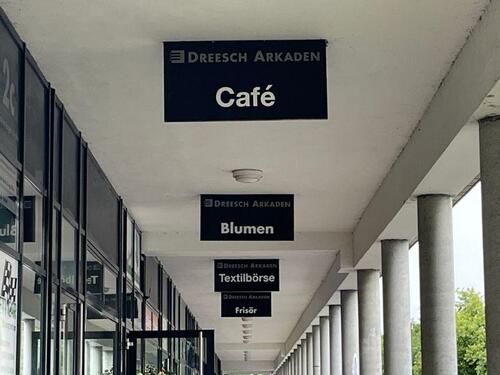 DREESCH ARKADEN
Café
DREESCH ARKADEN
Blumen
DREESCH ARKADEN
Textilbörse
DREESCH ARKADEN
Frisör